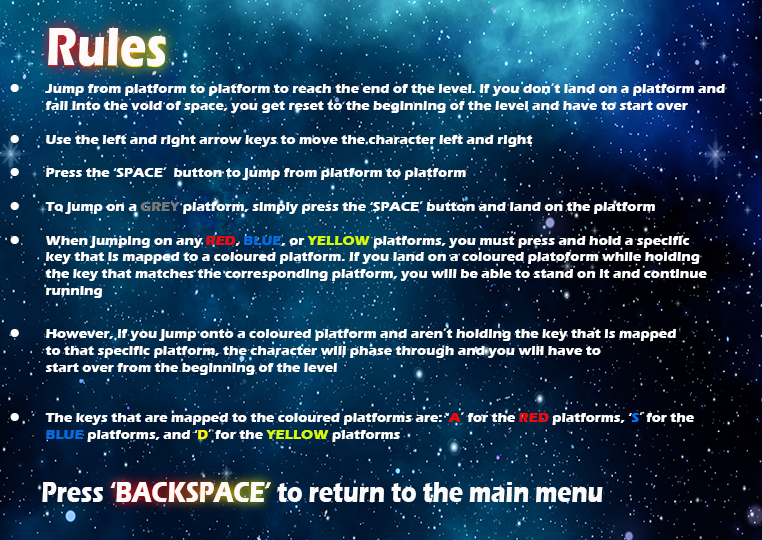 Rules
• Jump from platform to platform to reach the end of the level. If you don't land on a platform and
fall into the void of space, you get reset to the beginning of the level and have to start over
• Use the left and right arrow keys to move the character left and right
• Press the 'SPACE' button to jump from platform to platform
• To jump on a GREY platform, simply press the 'SPACE' button and land on the platform
• When jumping on any RED, BLUE, or YELLOW platforms, you must press and hold a specific
key that is mapped to a coloured platform. If you land on a coloured platoform while holding
the key that matches the corresponding platform, you will be able to stand on it and continue
running
• However, if you jump onto a coloured platform and aren't holding the key that is mapped
to that specific platform, the character will phase through and you will have to
start over from the beginning of the level
• The keys that are mapped to the coloured platforms are: 'A' for the RED platforms, 'S' for the
BLUE platforms, and 'D' for the YELLOW platforms
Press 'BACKSPACE' to return to the main menu